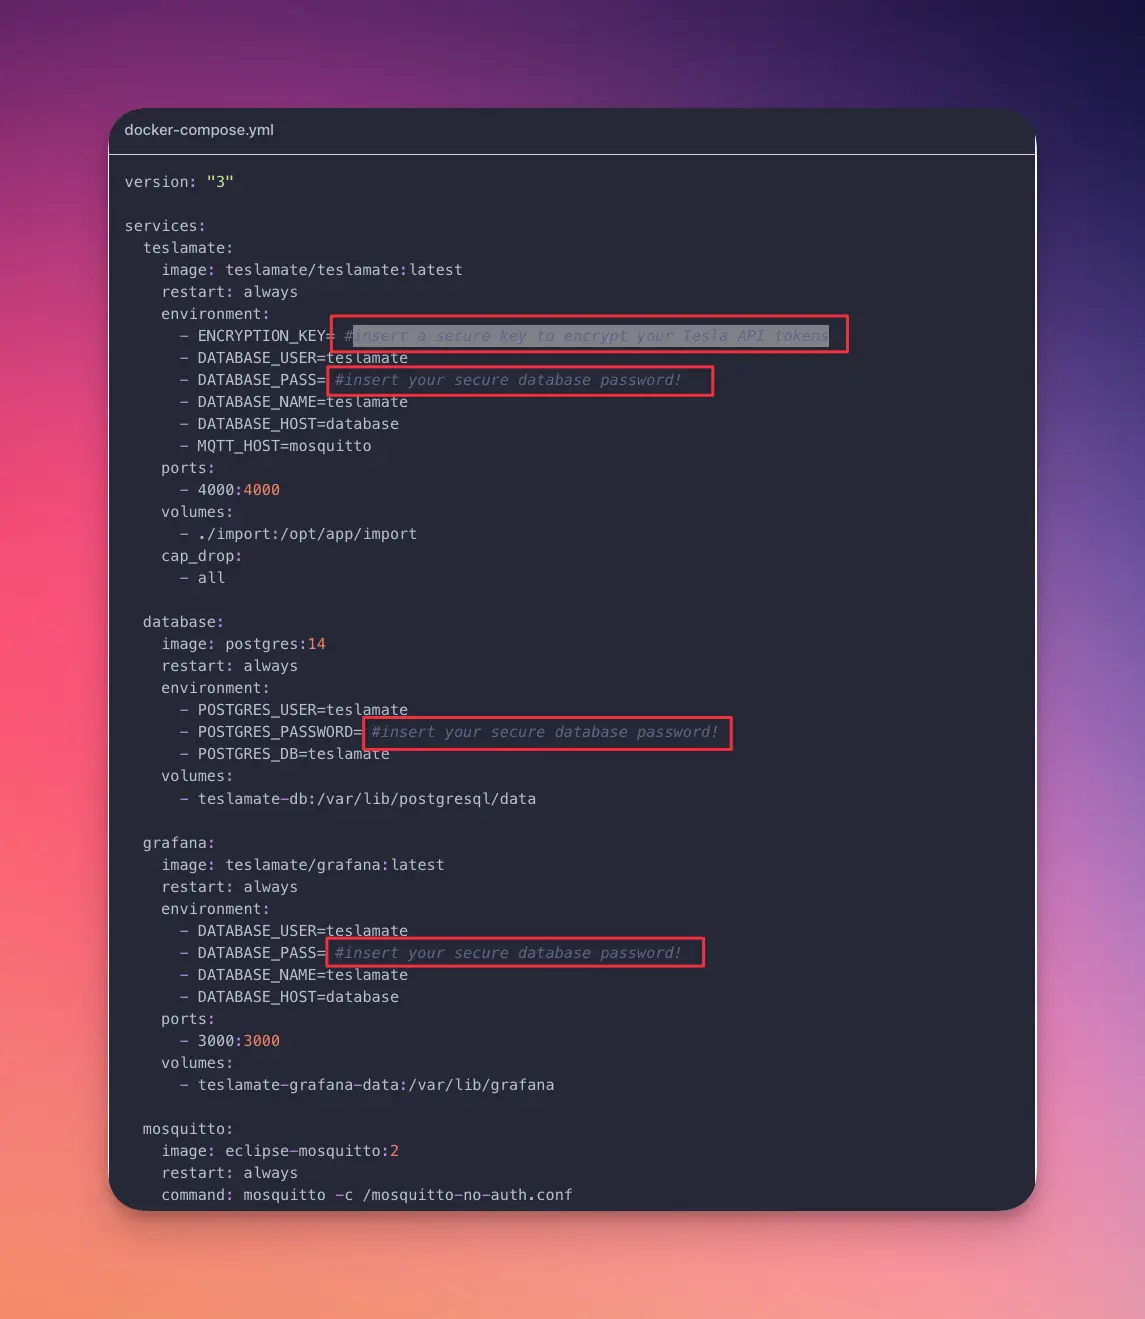 docker-compose.yml
version: "3"
services:
teslamate:
image: teslamate/teslamate:latest
restart: always
environment:
- ENCRYPTION_KEY= #insert a secure key to encrypt your Tesla API tokens
- DATABASE_USER=teslamate
- DATABASE_PASS= #insert your secure database password!
- DATABASE_NAME=teslamate
- DATABASE_HOST=database
- MQTT_HOST=mosquitto
ports:
- 4000:4000
volumes:
- ./import:/opt/app/import
cap_drop:
- all
database:
image: postgres:14
restart: always
environment:
- POSTGRES_USER=teslamate
- POSTGRES_PASSWORD= #insert your secure database password!
- POSTGRES_DB=teslamate
volumes:
- teslamate-db:/var/lib/postgresql/data
grafana:
image: teslamate/grafana:latest
restart: always
environment:
- DATABASE_USER=teslamate
- DATABASE_PASS= #insert your secure database password!
- DATABASE_NAME=teslamate
- DATABASE_HOST=database
ports:
- 3000:3000
volumes:
- teslamate-grafana-data:/var/lib/grafana
mosquitto:
image: eclipse-mosquitto:2
restart: always
command: mosquitto -c /mosquitto-no-auth.conf